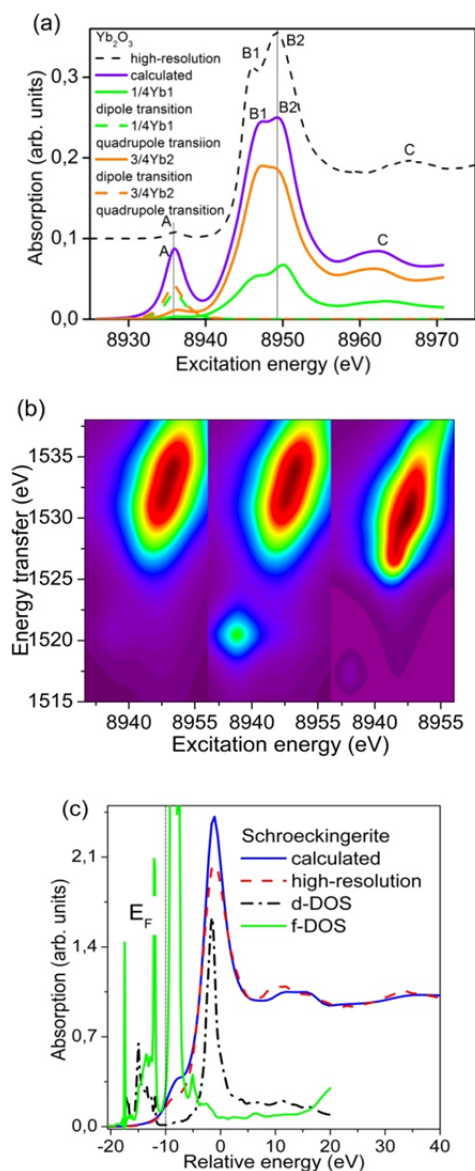 (a)
Yb₂O₃
high-resolution
calculated
1/4Yb1
dipole transition
1/4Yb1
quadrupole transiion
3/4Yb2
dipole transition
3/4Yb2
quadrupole transition
B1
B2
B1
B2
A
A
C
C
0,3
0,2
0,1
0,0
Absorption (arb. units)
8930 8940 8950 8960 8970
Excitation energy (eV)
(b)
1535
1530
1525
1520
1515
Energy transfer (eV)
8940 8955 8940 8955 8940 8955
Excitation energy (eV)
(c)
2,1
1,4
0,7
0,0
Absorption (arb. units)
E_F
Schroeckingerite
calculated
high-resolution
d-DOS
f-DOS
-20 -10 0 10 20 30 40
Relative energy (eV)